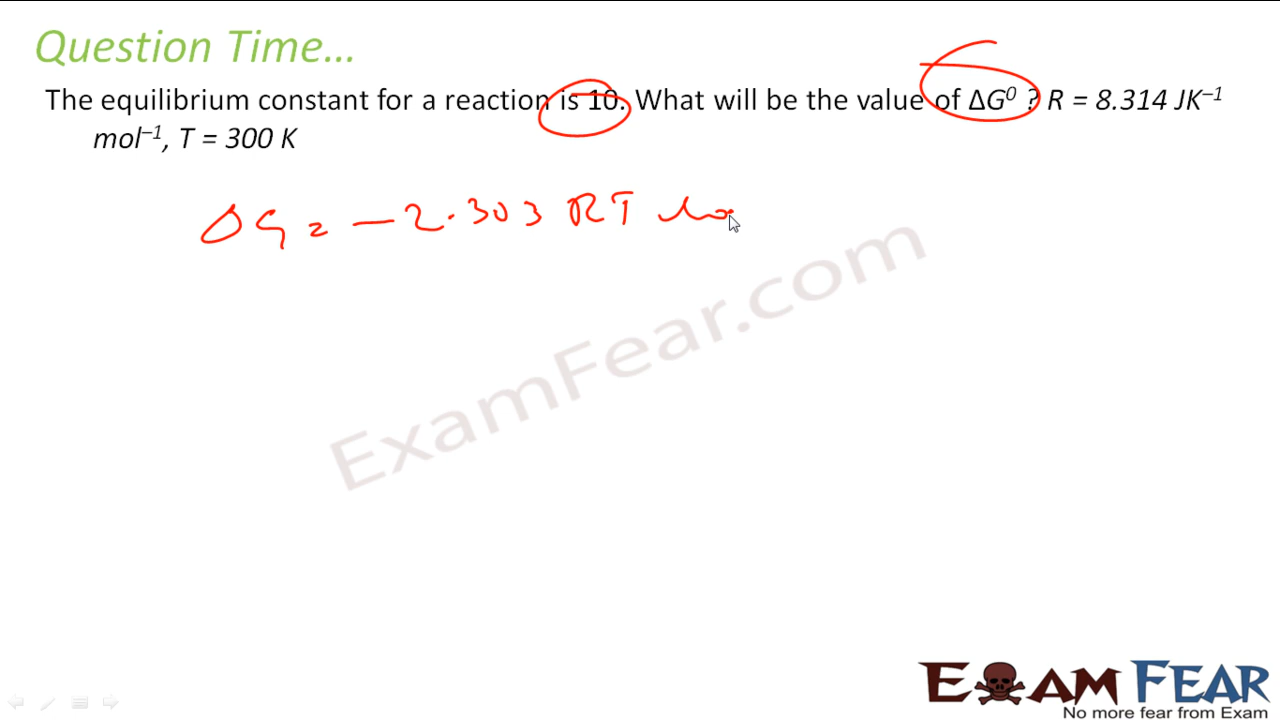 Question Time...
The equilibrium constant for a reaction is 10. What will be the value of ΔG⁰ ? R = 8.314 JK⁻¹
mol⁻¹, T = 300 K
ΔG = – 2.303 RT lo
ExamFear.com
EXAM FEAR
No more fear from Exam